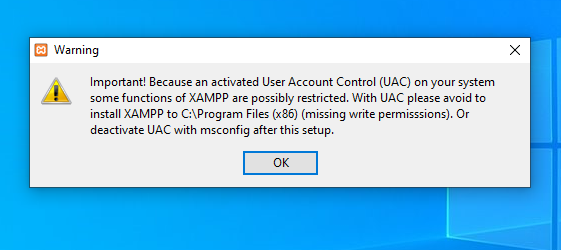 Warning
Important! Because an activated User Account Control (UAC) on your system
some functions of XAMPP are possibly restricted. With UAC please avoid to
install XAMPP to C:\Program Files (x86) (missing write permisssions). Or
deactivate UAC with msconfig after this setup.
OK